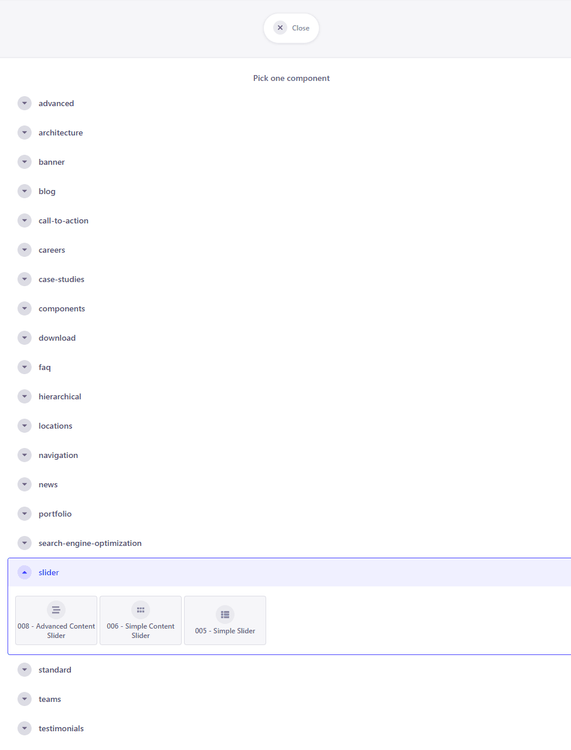 Close
Pick one component
advanced
architecture
banner
blog
call-to-action
careers
case-studies
components
download
faq
hierarchical
locations
navigation
news
portfolio
search-engine-optimization
slider
008 - Advanced Content
Slider
006 - Simple Content
Slider
005 - Simple Slider
standard
teams
testimonials